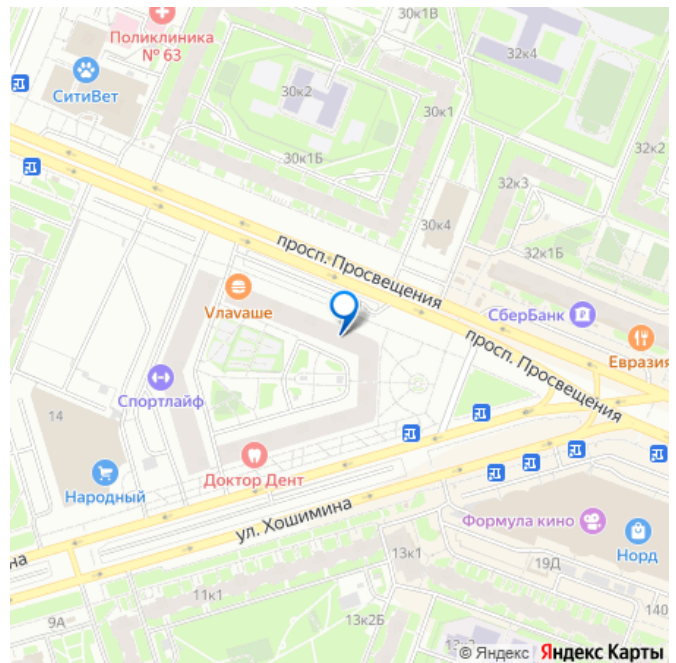 30к1В
Поликлиника
№ 63
32к4
СитиВет
30к2
30к1
32к2
30к1Б
32к3
30к4
просп. Просвещения
32к1Б
Vлаvаше
СберБанк
просп. Просвещения
Евразия
Спортлайф
14
Доктор Дент
Народный
ул. Хошимина
Формула кино
Норд
на
13к1
19Д
11к1
140
9А
13к2Б
© Яндекс Яндекс Карты